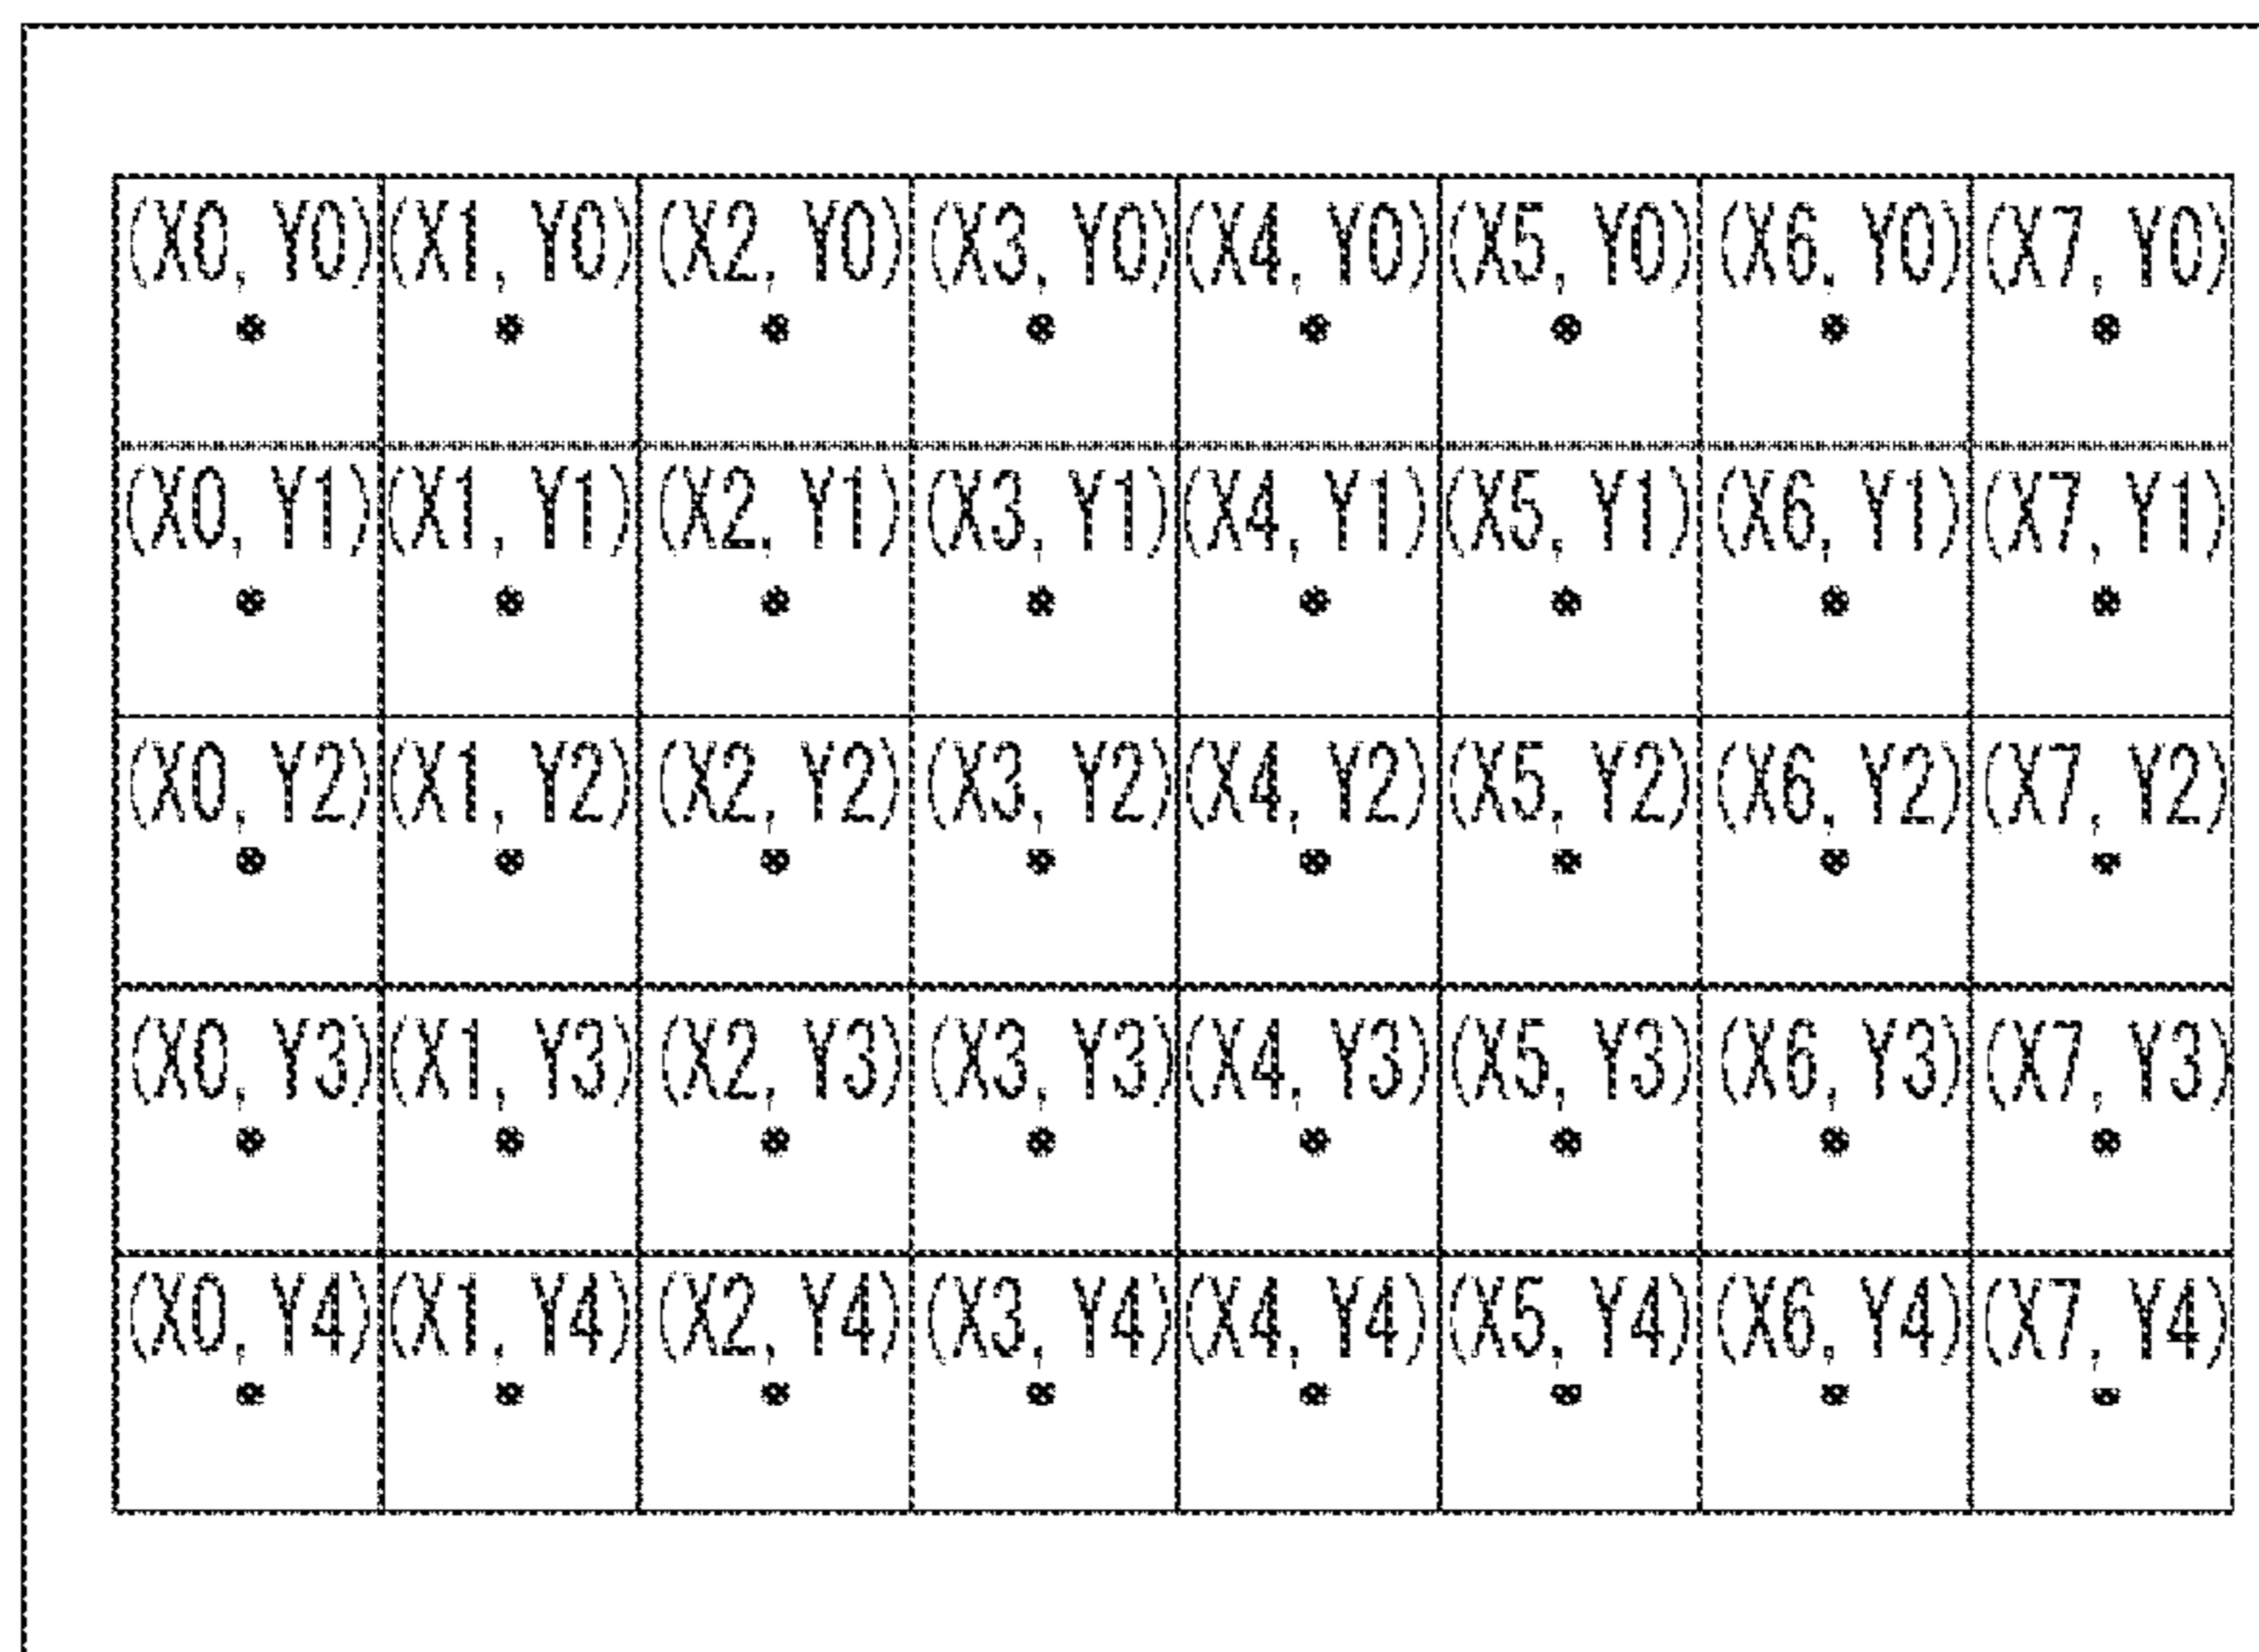 (X0, Y0) (X1, Y0) (X2, Y0) (X3, Y0) (X4, Y0) (X5, Y0) (X6, Y0) (X7, Y0)
(X0, Y1) (X1, Y1) (X2, Y1) (X3, Y1) (X4, Y1) (X5, Y1) (X6, Y1) (X7, Y1)
(X0, Y2) (X1, Y2) (X2, Y2) (X3, Y2) (X4, Y2) (X5, Y2) (X6, Y2) (X7, Y2)
(X0, Y3) (X1, Y3) (X2, Y3) (X3, Y3) (X4, Y3) (X5, Y3) (X6, Y3) (X7, Y3)
(X0, Y4) (X1, Y4) (X2, Y4) (X3, Y4) (X4, Y4) (X5, Y4) (X6, Y4) (X7, Y4)